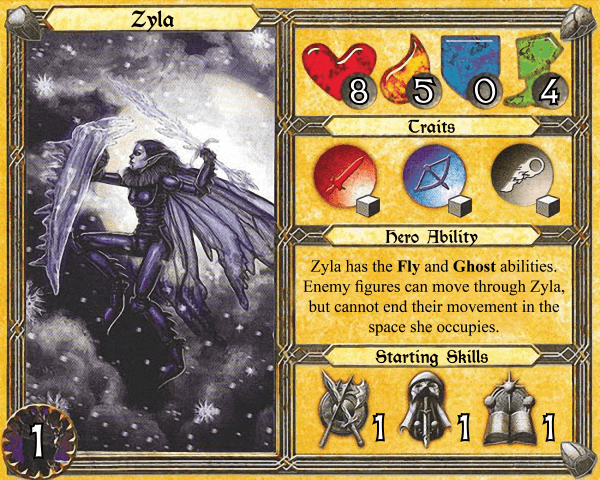 Zyla
8 5 0 4
Traits
Hero Ability
Zyla has the Fly and Ghost abilities.
Enemy figures can move through Zyla,
but cannot end their movement in the
space she occupies.
Starting Skills
1 1 1
1